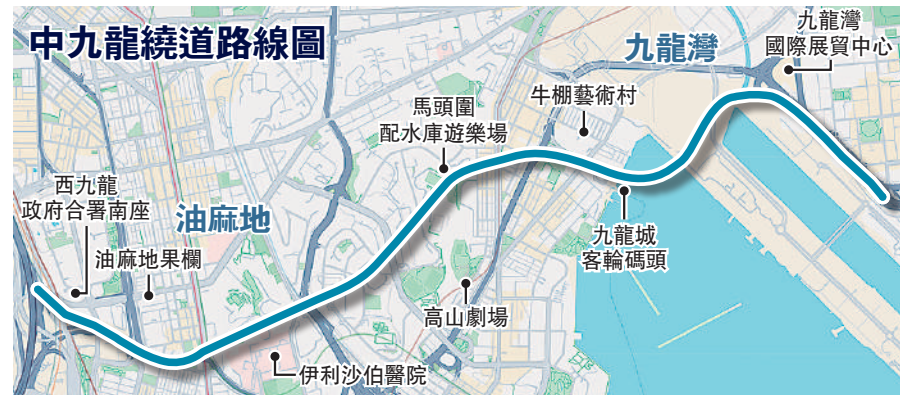 中九龍繞道路線圖
九龍灣
九龍灣
國際展貿中心
馬頭圍
配水庫遊樂場
牛棚藝術村
西九龍
政府合署南座
油麻地
油麻地果欄
九龍城
客輪碼頭
高山劇場
伊利沙伯醫院